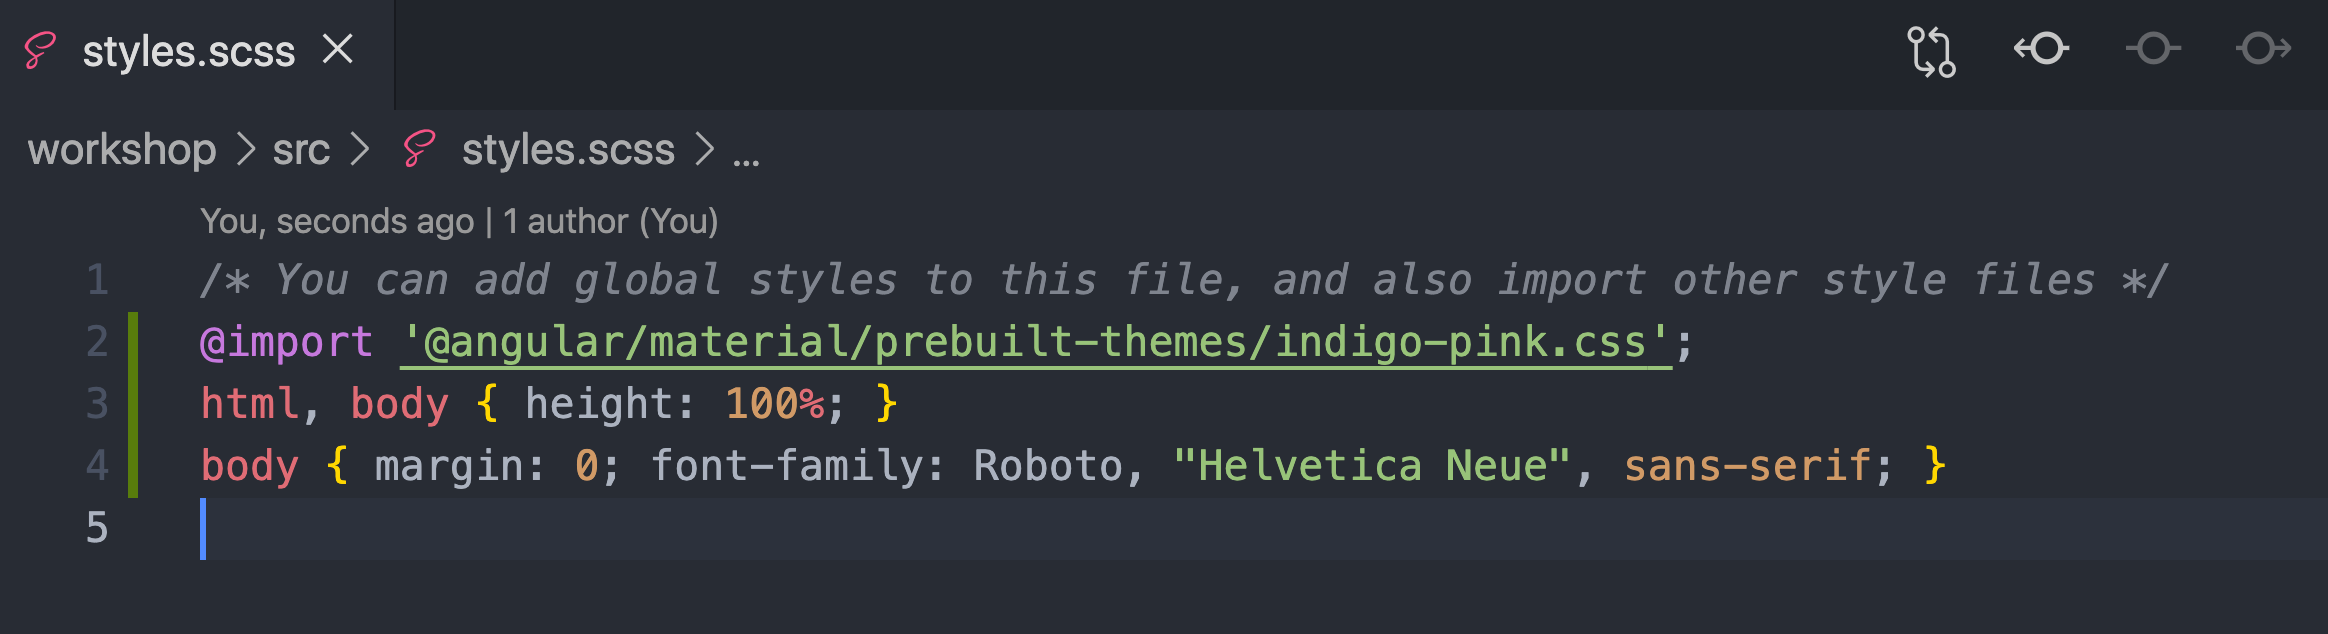 styles.scss
workshop > src > styles.scss > ...
You, seconds ago | 1 author (You)
1 /* You can add global styles to this file, and also import other style files */
2 @import '@angular/material/prebuilt-themes/indigo-pink.css';
3 html, body { height: 100%; }
4 body { margin: 0; font-family: Roboto, "Helvetica Neue", sans-serif; }
5